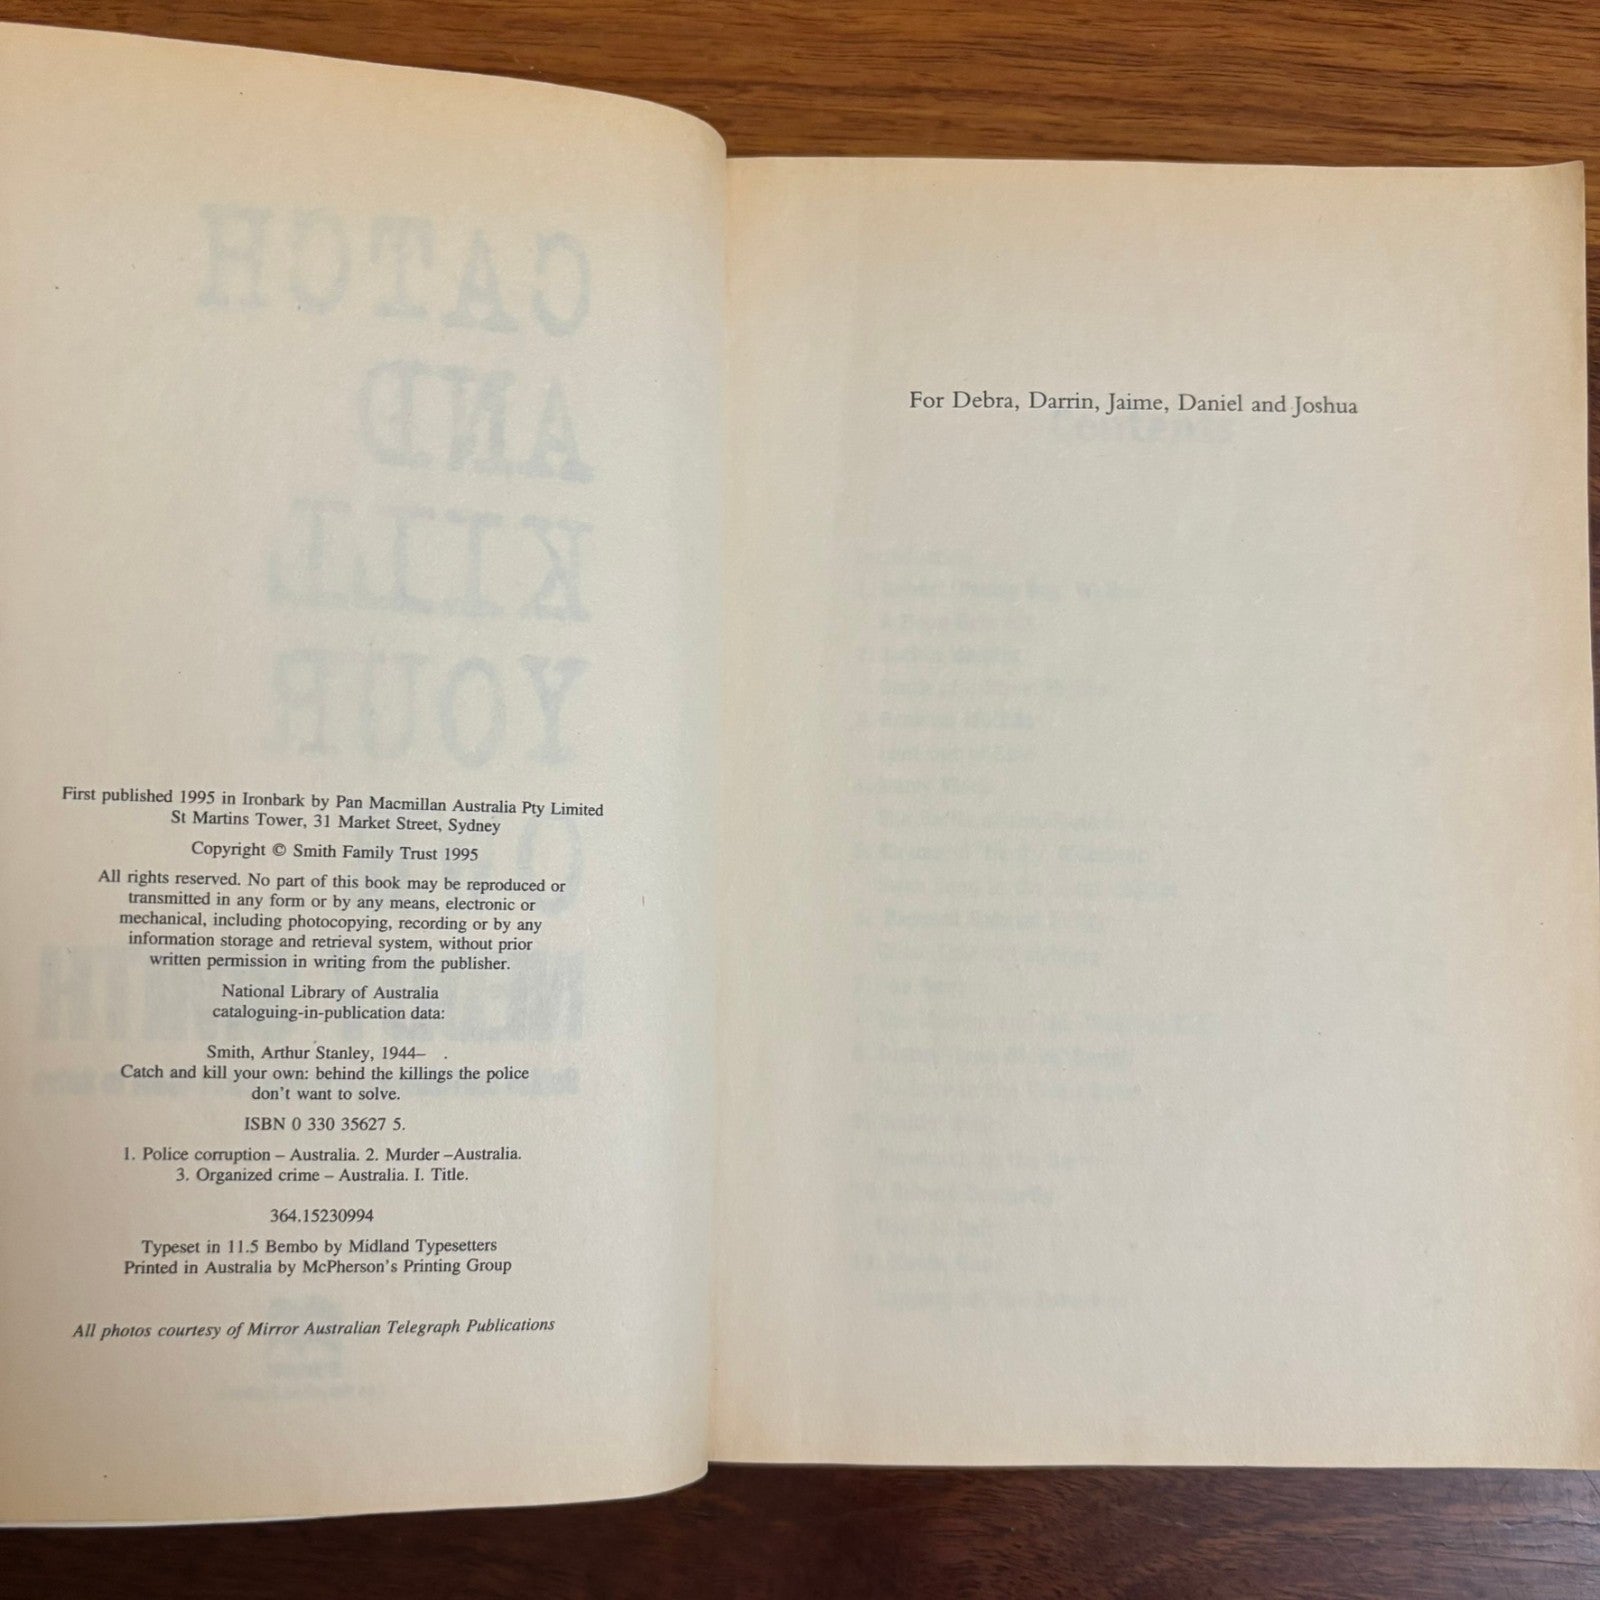 First published 1995 in Ironbark by Pan Macmillan Australia Pty Limited
St Martins Tower, 31 Market Street, Sydney
Copyright © Smith Family Trust 1995
All rights reserved. No part of this book may be reproduced or
transmitted in any form or by any means, electronic or
mechanical, including photocopying, recording or by any
information storage and retrieval system, without prior
written permission in writing from the publisher.
National Library of Australia
cataloguing-in-publication data:
Smith, Arthur Stanley, 1944– .
Catch and kill your own: behind the killings the police
don't want to solve.
ISBN 0 330 35627 5.
1. Police corruption – Australia. 2. Murder –Australia.
3. Organized crime – Australia. I. Title.
364.15230994
Typeset in 11.5 Bembo by Midland Typesetters
Printed in Australia by McPherson's Printing Group
All photos courtesy of Mirror Australian Telegraph Publications
For Debra, Darrin, Jaime, Daniel and Joshua
CATCH
AND
KILL
YOUR
Contents